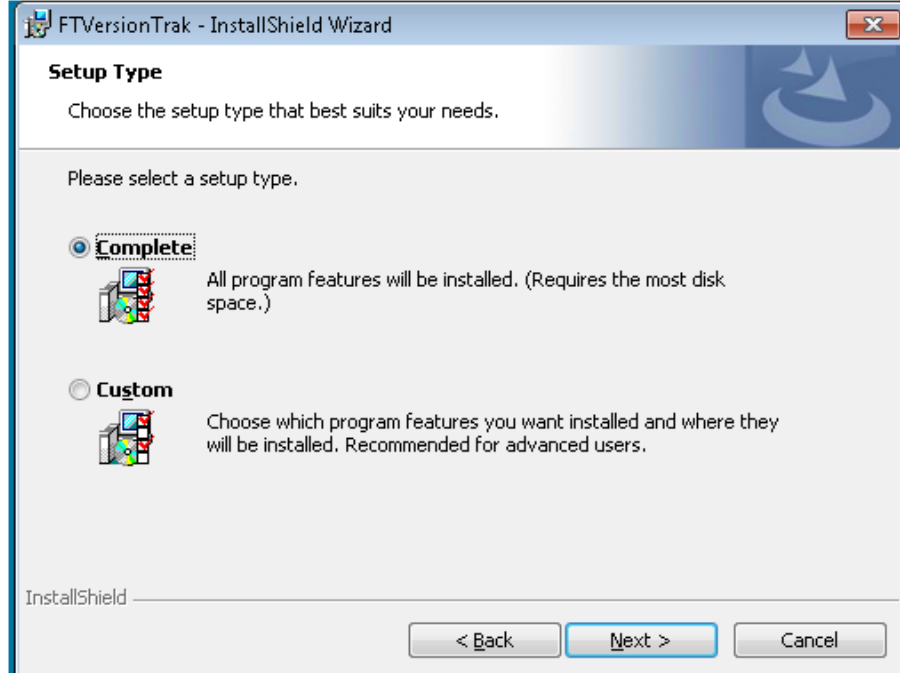 FTVersionTrak - InstallShield Wizard
Setup Type
Choose the setup type that best suits your needs.
Please select a setup type.
Complete
All program features will be installed. (Requires the most disk
space.)
Custom
Choose which program features you want installed and where they
will be installed. Recommended for advanced users.
InstallShield
< Back
Next >
Cancel